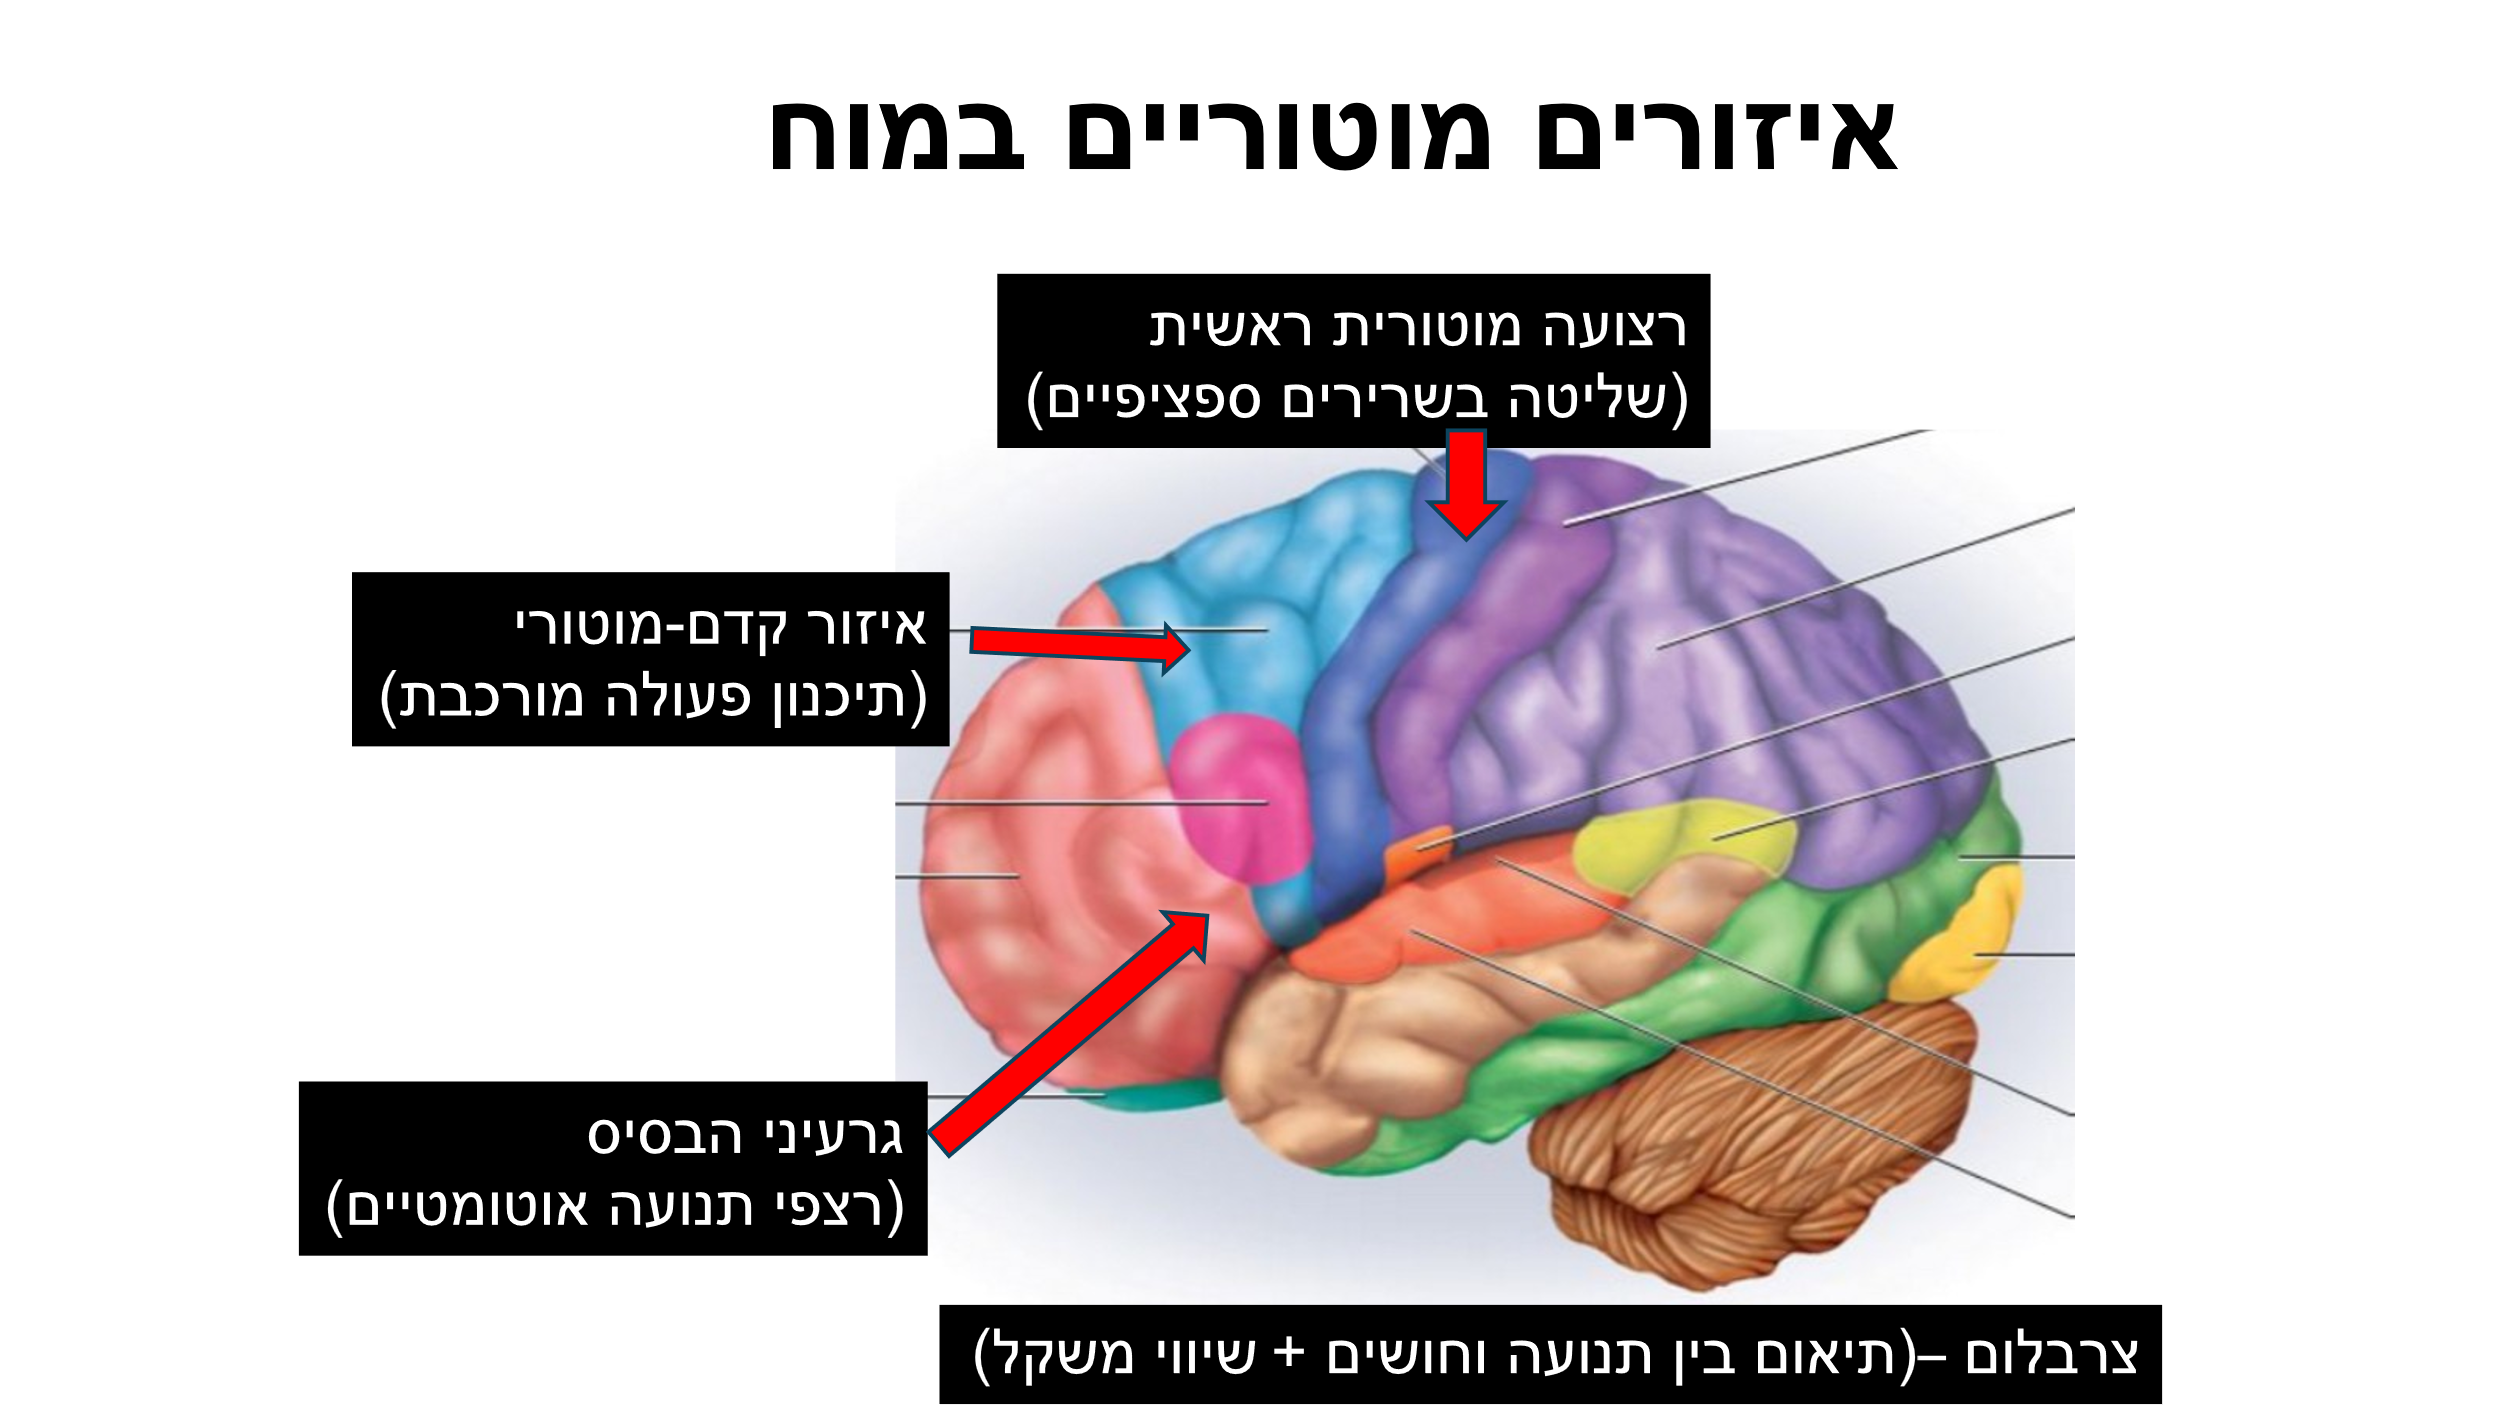 איזורים מוטוריים במוח
רצועה מוטורית ראשית
(שליטה בשרירים ספציפיים)
איזור קדם-מוטורי
(תיכנון פעולה מורכבת)
גרעיני הבסיס
(רצפי תנועה אוטומטיים)
צרבלום –(תיאום בין תנועה וחושים + שיווי משקל)